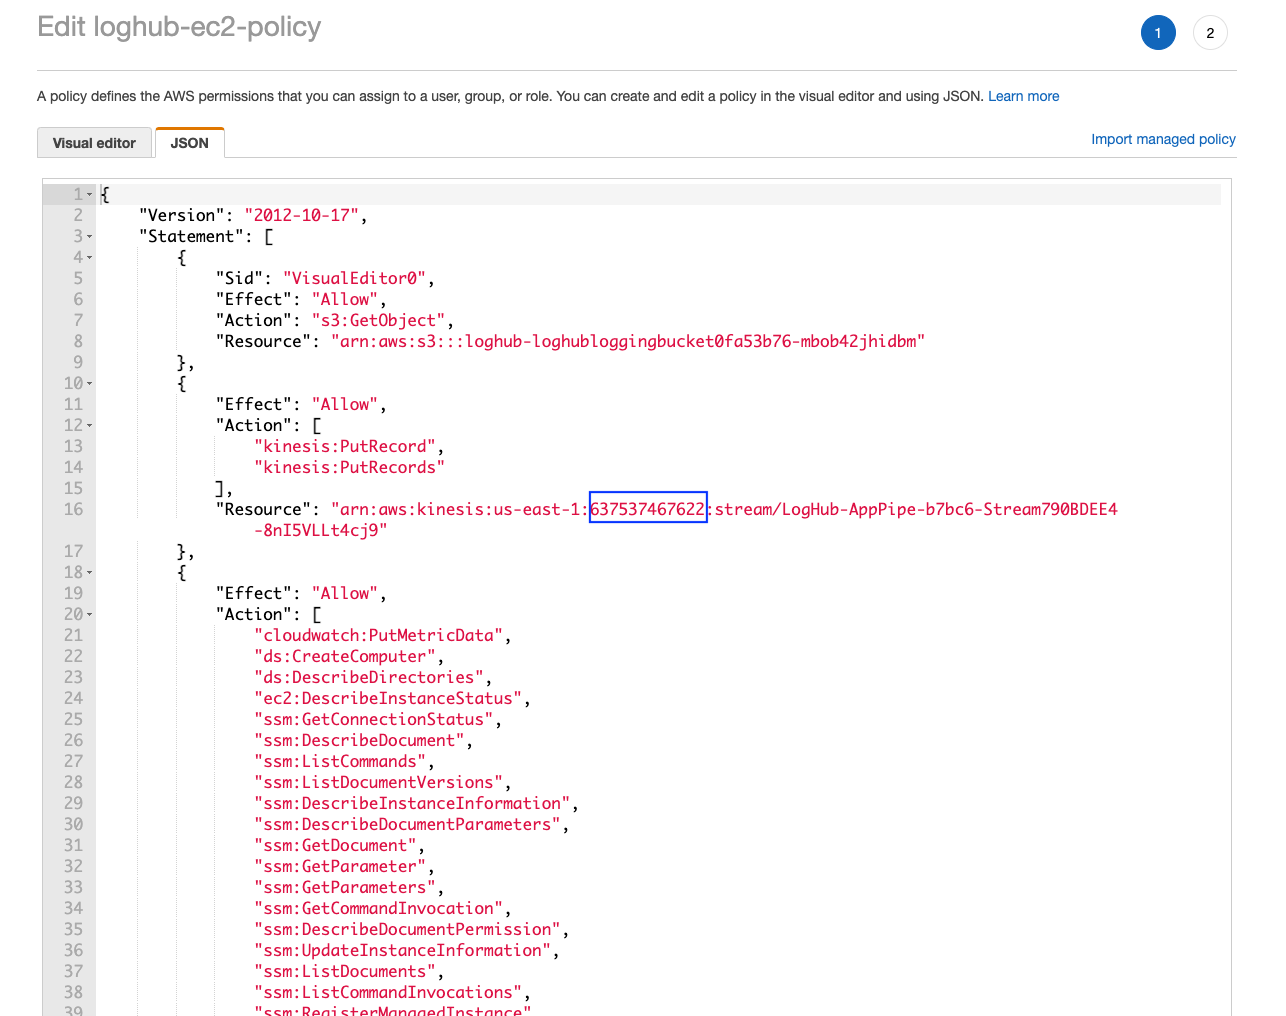 Edit loghub-ec2-policy
1
2
A policy defines the AWS permissions that you can assign to a user, group, or role. You can create and edit a policy in the visual editor and using JSON. Learn more
Visual editor
JSON
Import managed policy
1 {
2 "Version": "2012-10-17",
3 "Statement": [
4 {
5 "Sid": "VisualEditor0",
6 "Effect": "Allow",
7 "Action": "s3:GetObject",
8 "Resource": "arn:aws:s3:::loghub-loghubloggingbucket0fa53b76-mbob42jhidbm"
9 },
10 {
11 "Effect": "Allow",
12 "Action": [
13 "kinesis:PutRecord",
14 "kinesis:PutRecords"
15 ],
16 "Resource": "arn:aws:kinesis:us-east-1:637537467622:stream/LogHub-AppPipe-b7bc6-Stream790BDEE4
-8nI5VLLt4cj9"
17 },
18 {
19 "Effect": "Allow",
20 "Action": [
21 "cloudwatch:PutMetricData",
22 "ds:CreateComputer",
23 "ds:DescribeDirectories",
24 "ec2:DescribeInstanceStatus",
25 "ssm:GetConnectionStatus",
26 "ssm:DescribeDocument",
27 "ssm:ListCommands",
28 "ssm:ListDocumentVersions",
29 "ssm:DescribeInstanceInformation",
30 "ssm:DescribeDocumentParameters",
31 "ssm:GetDocument",
32 "ssm:GetParameter",
33 "ssm:GetParameters",
34 "ssm:GetCommandInvocation",
35 "ssm:DescribeDocumentPermission",
36 "ssm:UpdateInstanceInformation",
37 "ssm:ListDocuments",
38 "ssm:ListCommandInvocations",
39 "ssm:RegisterManagedInstance"